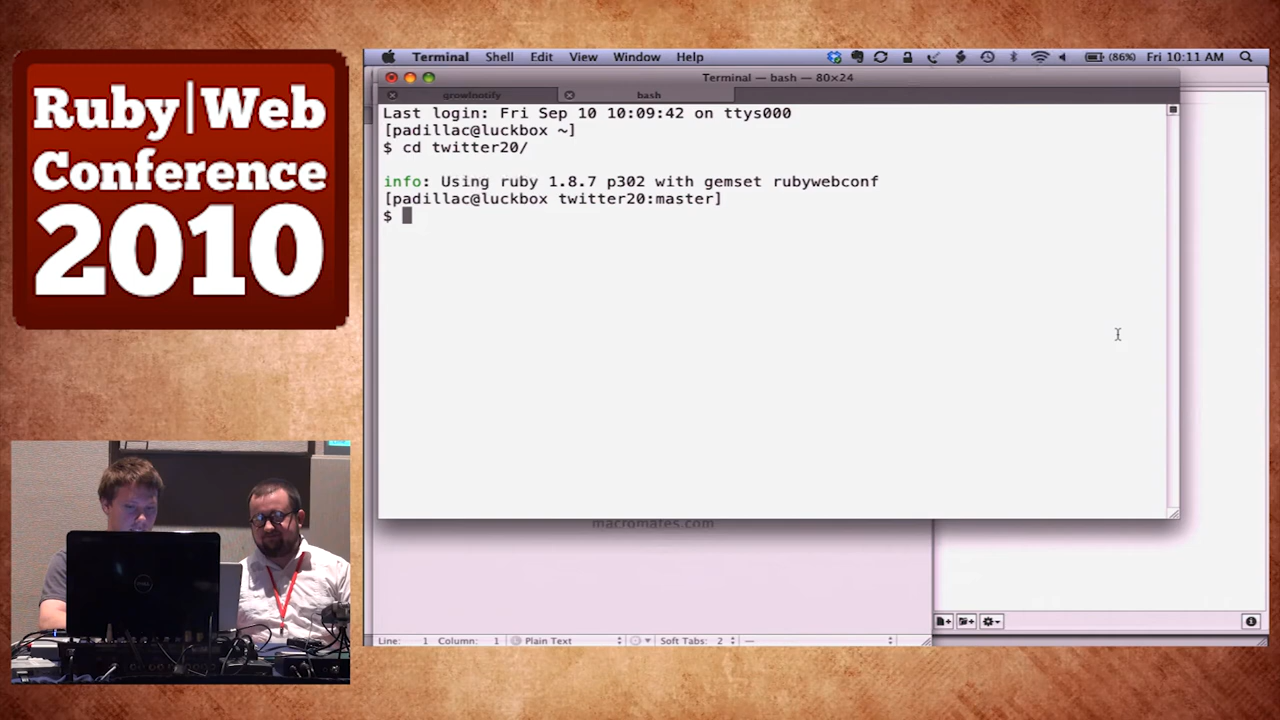 Ruby|Web
Conference
2010
Terminal Shell Edit View Window Help (86%) Fri 10:11 AM
Terminal — bash — 80×24
growlnotify bash
Last login: Fri Sep 10 10:09:42 on ttys000
[padillac@luckbox ~]
$ cd twitter20/
info: Using ruby 1.8.7 p302 with gemset rubywebconf
[padillac@luckbox twitter20:master]
$
macromates.com
Line: 1 Column: 1 Plain Text Soft Tabs: 2 —
DELL